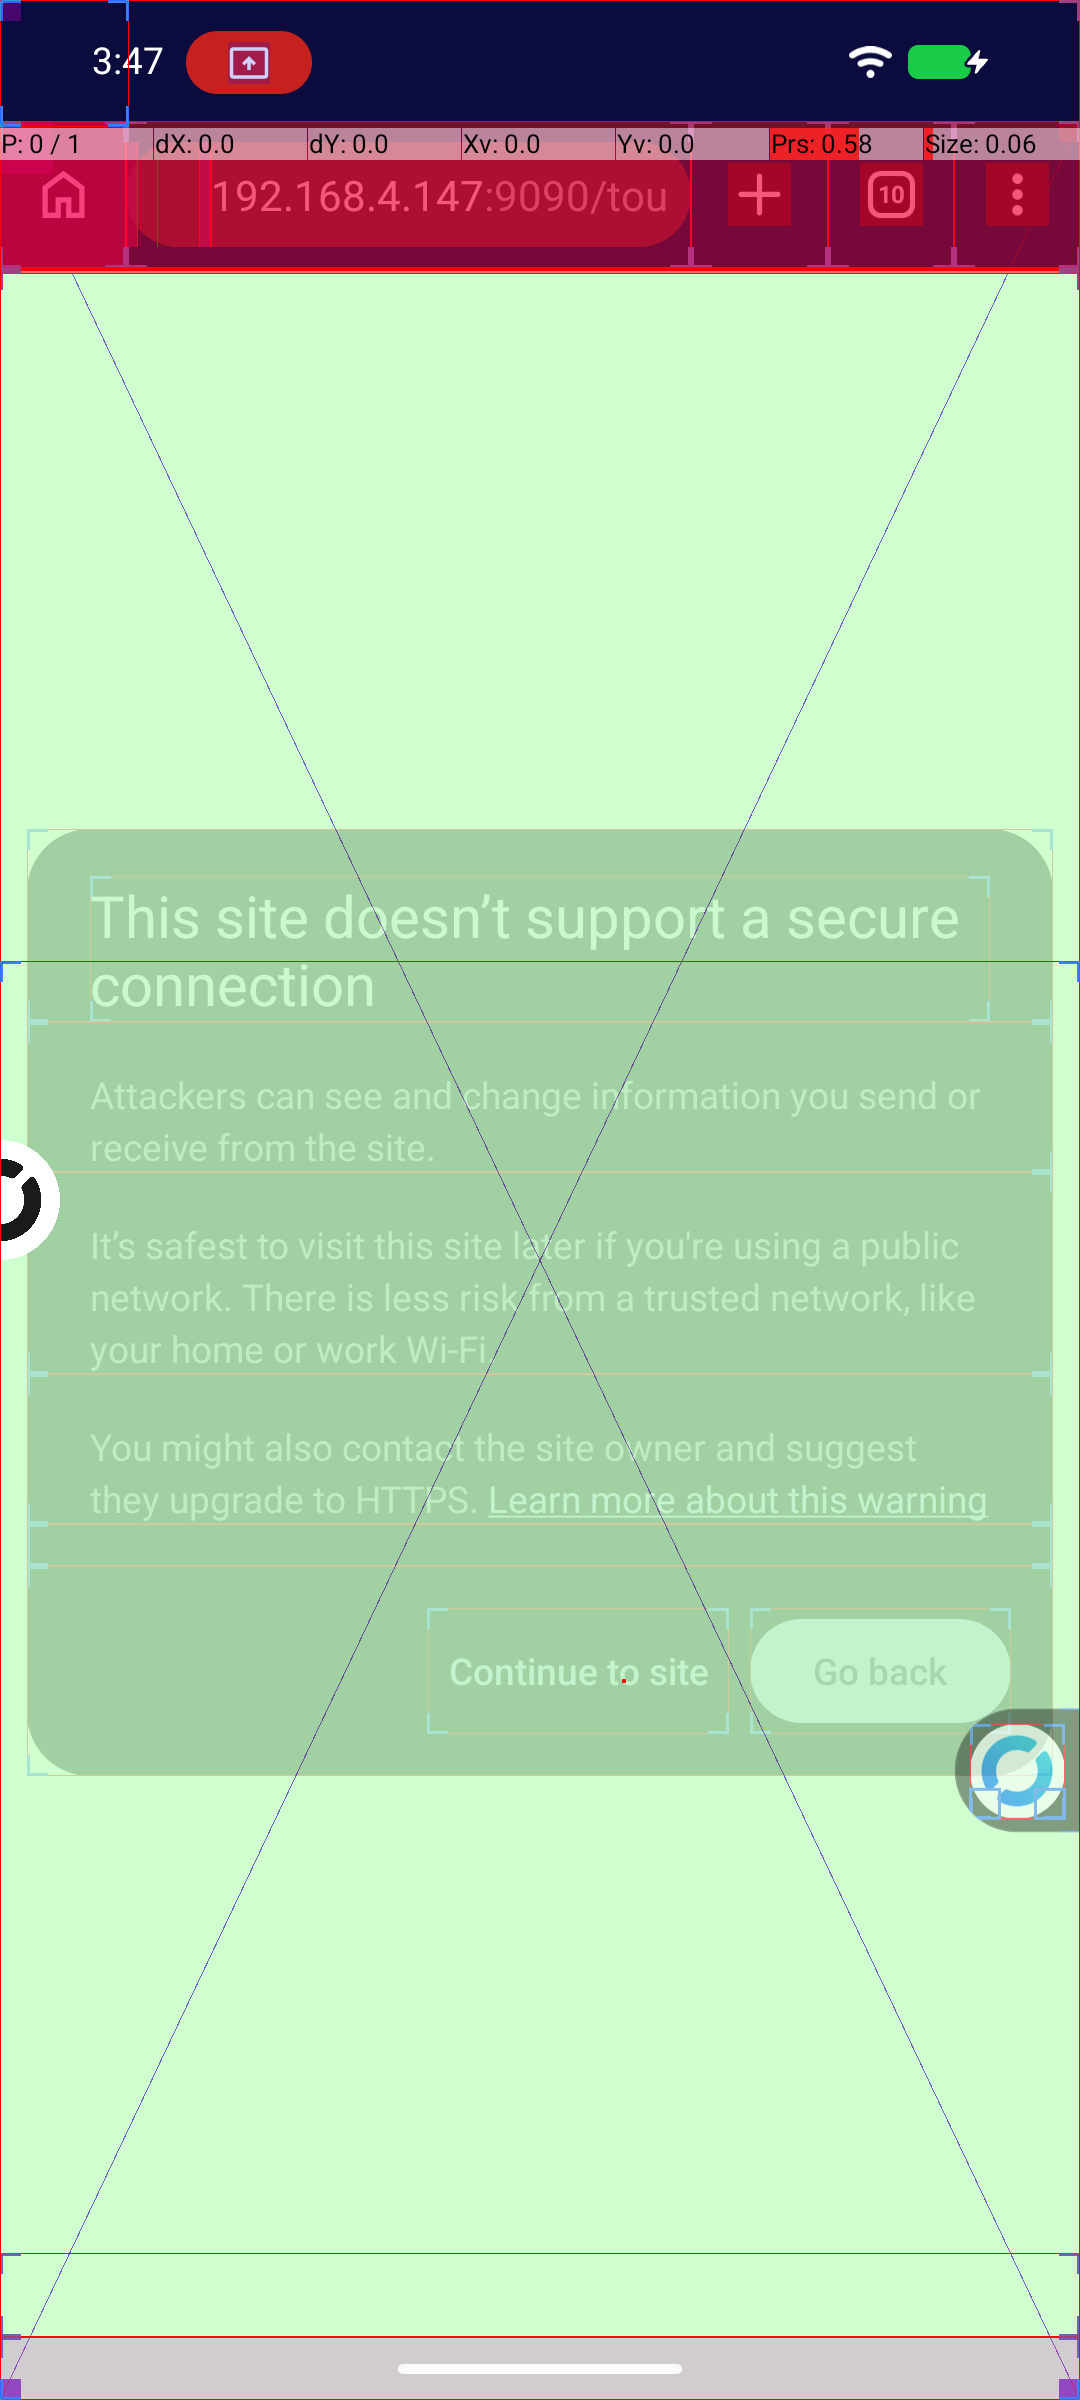 3:47
P: 0 / 1 dX: 0.0 dY: 0.0 Xv: 0.0 Yv: 0.0 Prs: 0.58 Size: 0.06
192.168.4.147:9090/tou 10
This site doesn’t support a secure
connection
Attackers can see and change information you send or
receive from the site.
It’s safest to visit this site later if you're using a public
network. There is less risk from a trusted network, like
your home or work Wi-Fi.
You might also contact the site owner and suggest
they upgrade to HTTPS. Learn more about this warning
Continue to site Go back